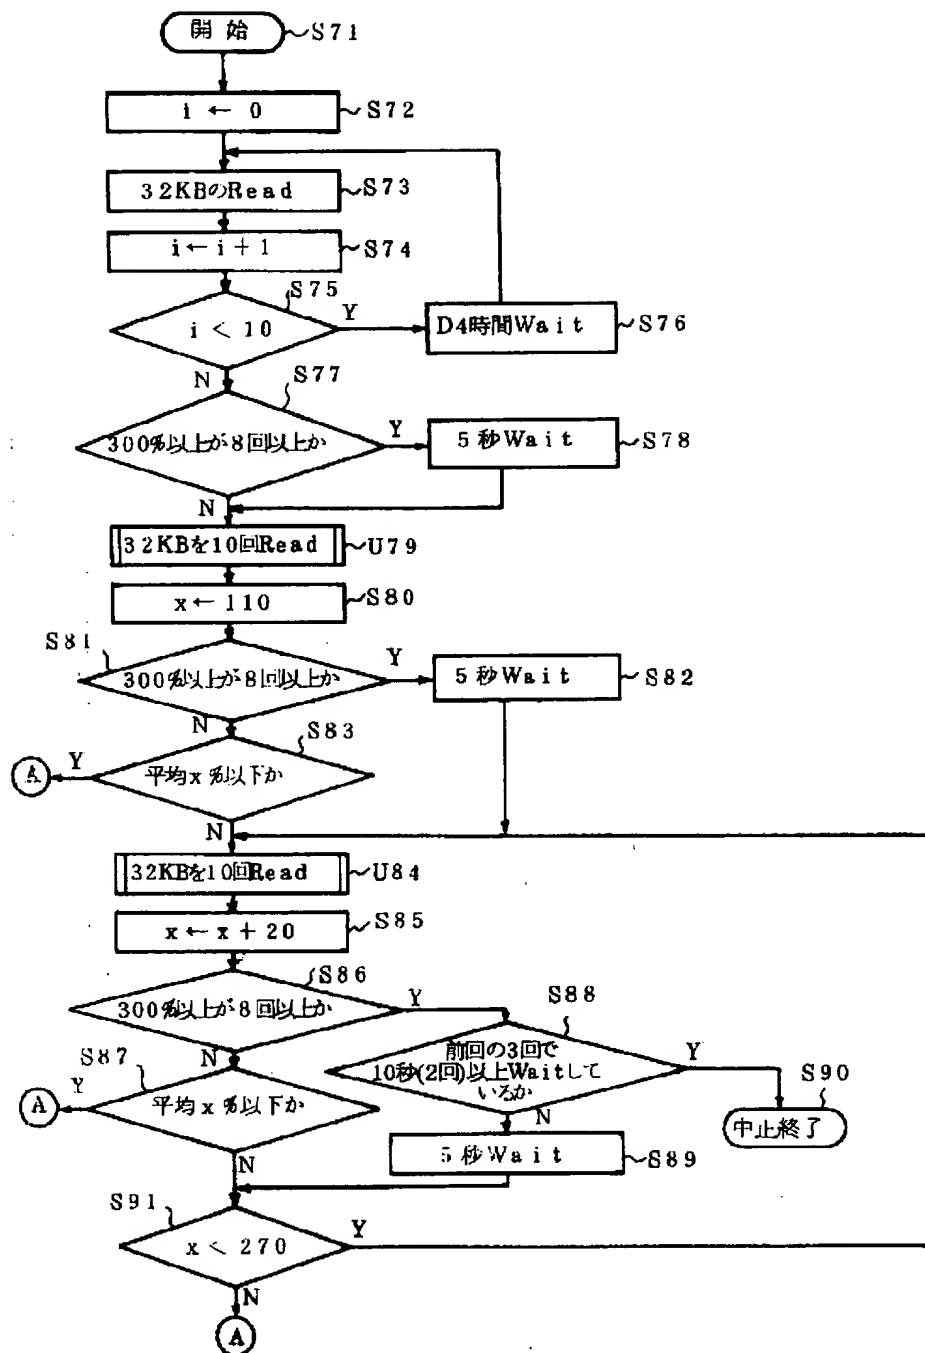 開始 S71
i ← 0 S72
32KBのRead S73
i ← i + 1 S74
S75
i < 10 Y
D4時間Wait S76
N S77
300%以上が8回以上か Y
5秒Wait S78
N
32KBを10回Read U79
x ← 110 S80
S81
300%以上が8回以上か Y
5秒Wait S82
N S83
A Y
平均x%以下か
N
32KBを10回Read U84
x ← x + 20 S85
S86
300%以上が8回以上か Y
S88
前回の3回で
10秒(2回)以上Waitして
いるか
Y
S90
中止終了
N
S87
N
A Y
平均x%以下か
5秒Wait S89
N
S91
x < 270 Y
N
A